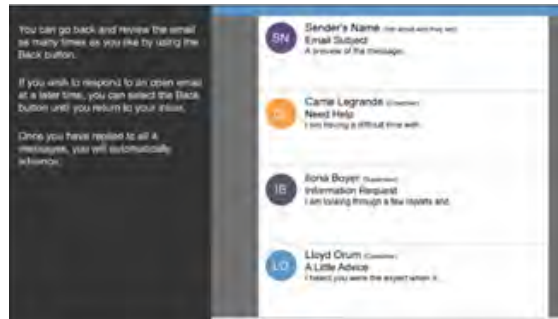 You can go back and review the email
as many times as you like by using the
Back button.
If you wish to respond to an open email
at a later time, you can select the Back
button until you return to your inbox.
Once you have replied to all 4
messages, you will automatically
advance.
SN
Sender's Name
Email Subject
A preview of the message.
CL
Carrie Legrande
Need Help
I am having a difficult time with
IB
Ilona Boyer
Information Request
I am looking through a few reports and
LO
Lloyd Orum
A Little Advice
I heard you were the expert when it